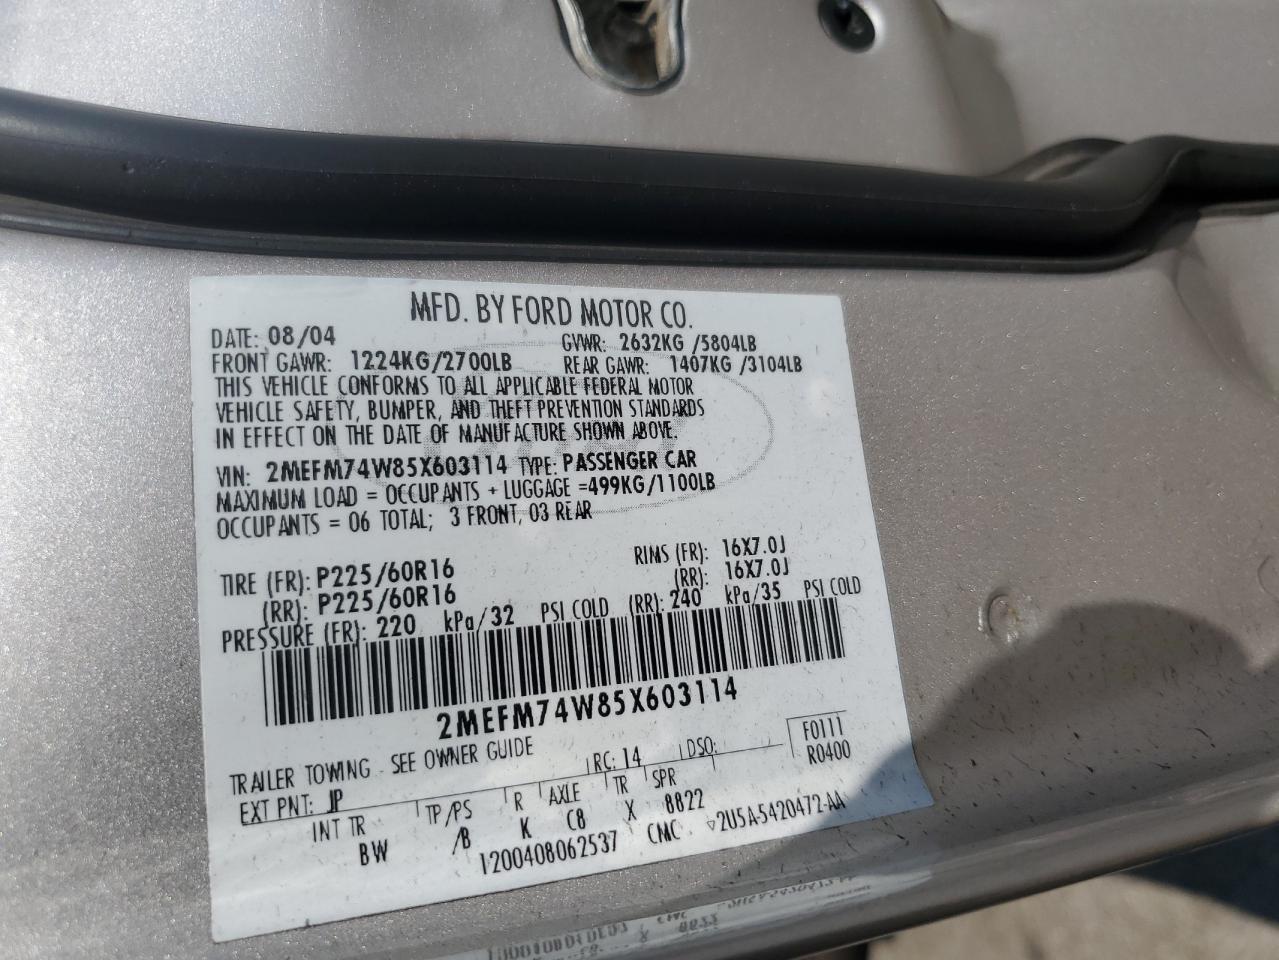 MFD. BY FORD MOTOR CO.
DATE: 08/04 GVWR: 2632KG /5804LB
FRONT GAWR: 1224KG/2700LB REAR GAWR: 1407KG /3104LB
THIS VEHICLE CONFORMS TO ALL APPLICABLE FEDERAL MOTOR
VEHICLE SAFETY, BUMPER, AND THEFT PREVENTION STANDARDS
IN EFFECT ON THE DATE OF MANUFACTURE SHOWN ABOVE.
VIN: 2MEFM74W85X603114 TYPE: PASSENGER CAR
MAXIMUM LOAD = OCCUPANTS + LUGGAGE =499KG/1100LB
OCCUPANTS = 06 TOTAL; 3 FRONT, 03 REAR
TIRE (FR): P225/60R16 RIMS (FR): 16X7.0J
(RR): P225/60R16 (RR): 16X7.0J
PRESSURE (FR): 220 kPa/32 PSI COLD (RR): 240 kPa/35 PSI COLD
2MEFM74W85X603114
TRAILER TOWING - SEE OWNER GUIDE
F0111
EXT PNT: JP RC: 14 DSO: R0400
INT TR TP/PS R AXLE TR SPR
BW /B K C8 X 8822
1200408062537 CMC ▽2U5A-5420472-AA